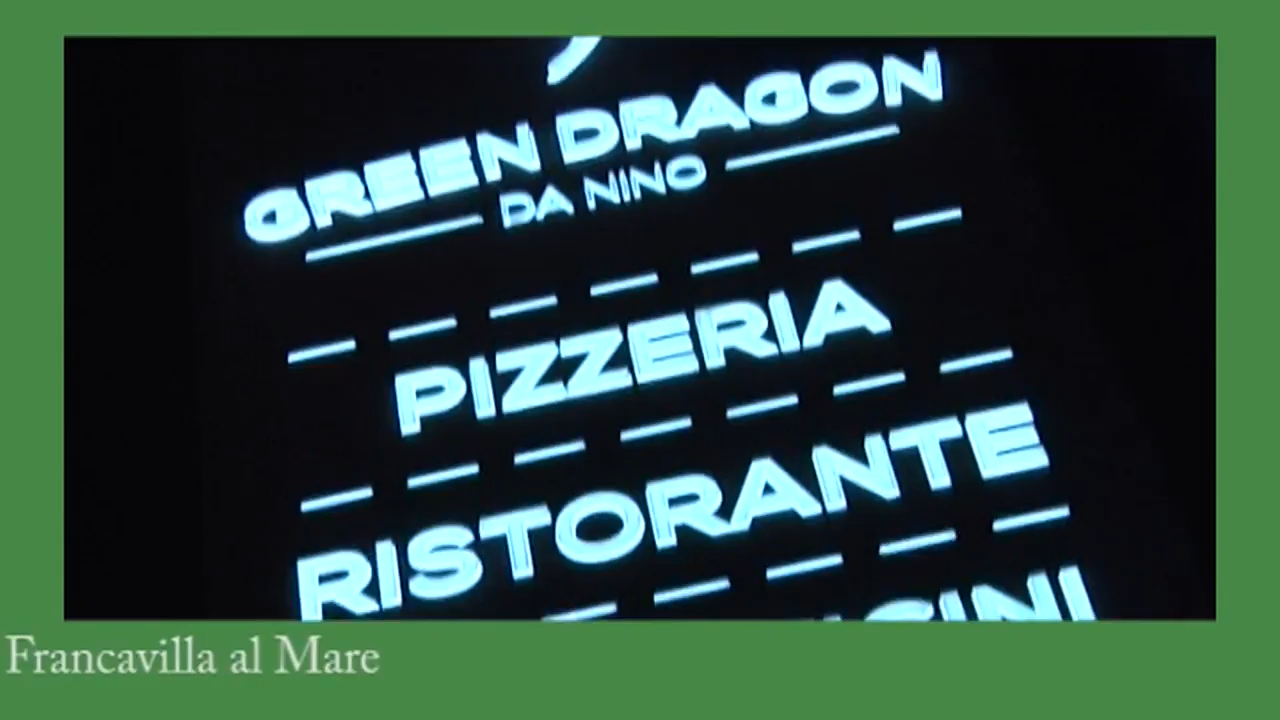 GREEN DRAGON
DA NINO
PIZZERIA
RISTORANTE
Francavilla al Mare